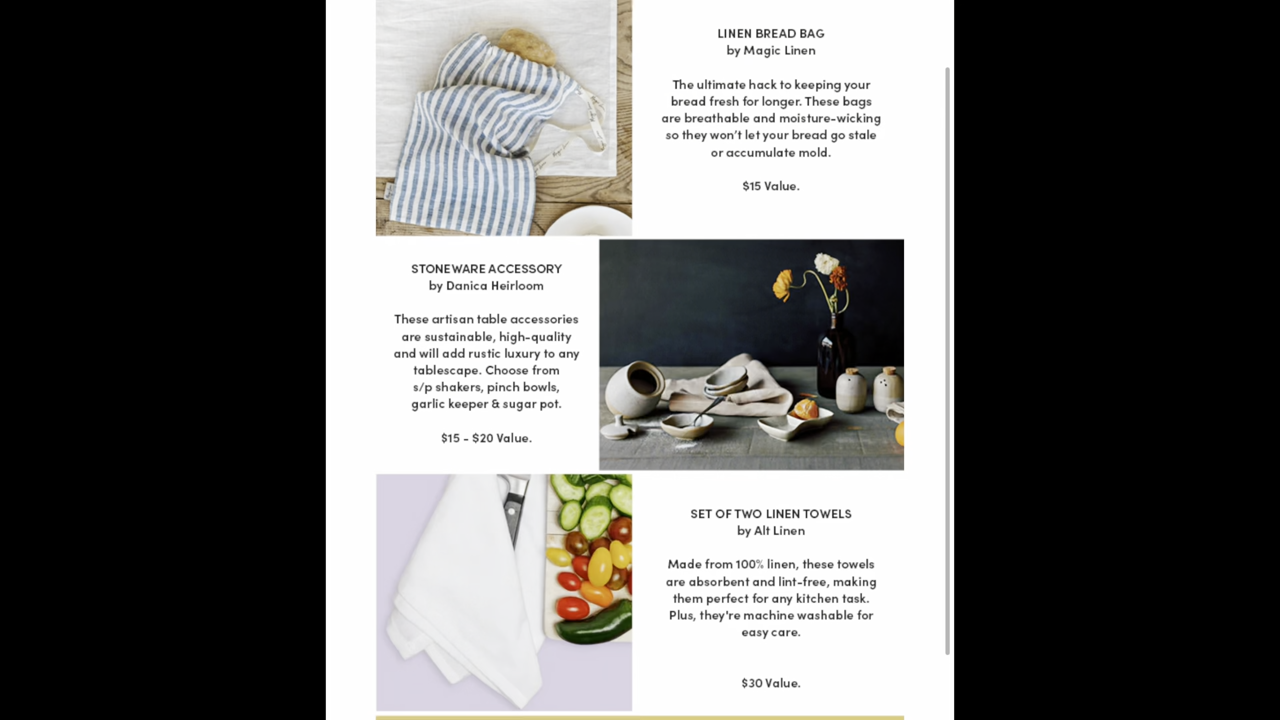 LINEN BREAD BAG
by Magic Linen
The ultimate hack to keeping your
bread fresh for longer. These bags
are breathable and moisture-wicking
so they won't let your bread go stale
or accumulate mold.
$15 Value.
STONEWARE ACCESSORY
by Danica Heirloom
These artisan table accessories
are sustainable, high-quality
and will add rustic luxury to any
tablescape. Choose from
s/p shakers, pinch bowls,
garlic keeper & sugar pot.
$15 - $20 Value.
SET OF TWO LINEN TOWELS
by Alt Linen
Made from 100% linen, these towels
are absorbent and lint-free, making
them perfect for any kitchen task.
Plus, they're machine washable for
easy care.
$30 Value.